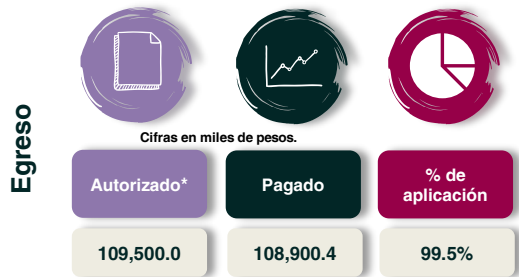 Egreso
Cifras en miles de pesos.
Autorizado*
Pagado
% de
aplicación
109,500.0
108,900.4
99.5%